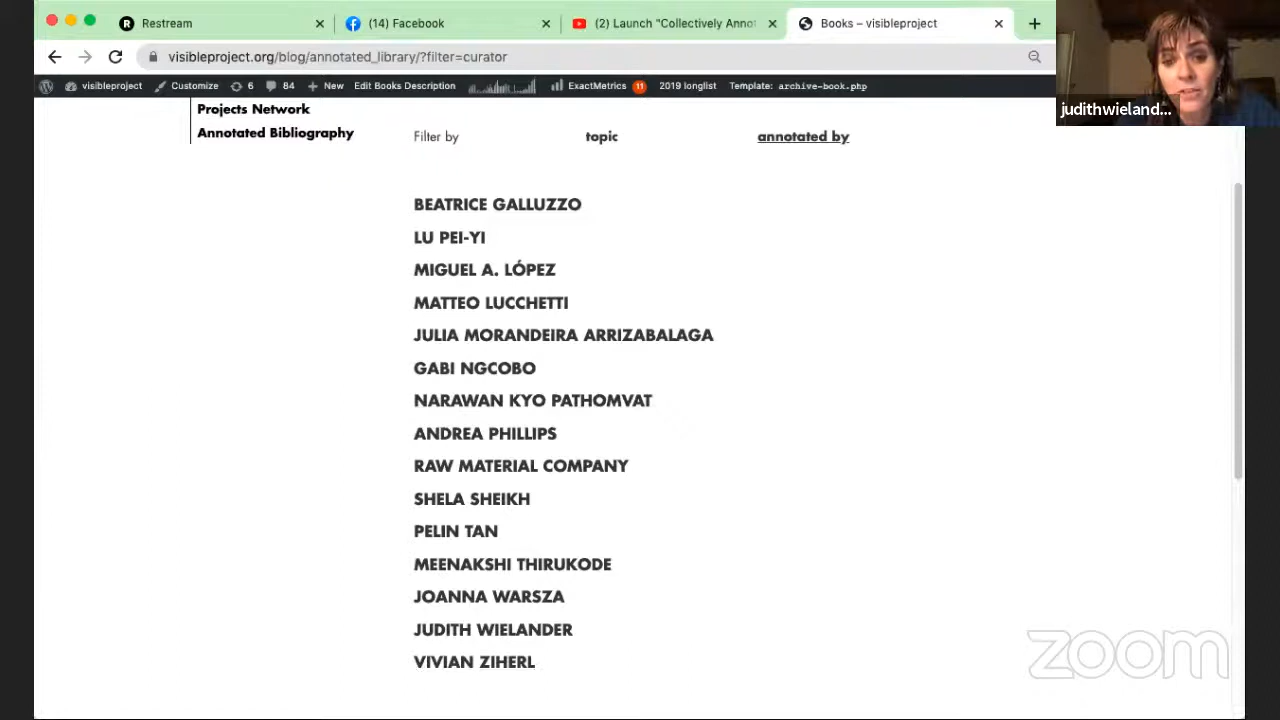 Restream
(14) Facebook
(2) Launch "Collectively Anno
Books – visibleproject
visibleproject.org/blog/annotated_library/?filter=curator
visibleproject
Customize
6
84
New
Edit Books Description
ExactMetrics
11
2019 longlist
Template: archive-book.php
judithwieland...
Projects Network
Annotated Bibliography
Filter by
topic
annotated by
BEATRICE GALLUZZO
LU PEI-YI
MIGUEL A. LÓPEZ
MATTEO LUCCHETTI
JULIA MORANDEIRA ARRIZABALAGA
GABI NGCOBO
NARAWAN KYO PATHOMVAT
ANDREA PHILLIPS
RAW MATERIAL COMPANY
SHELA SHEIKH
PELIN TAN
MEENAKSHI THIRUKODE
JOANNA WARSZA
JUDITH WIELANDER
VIVIAN ZIHERL
zoom